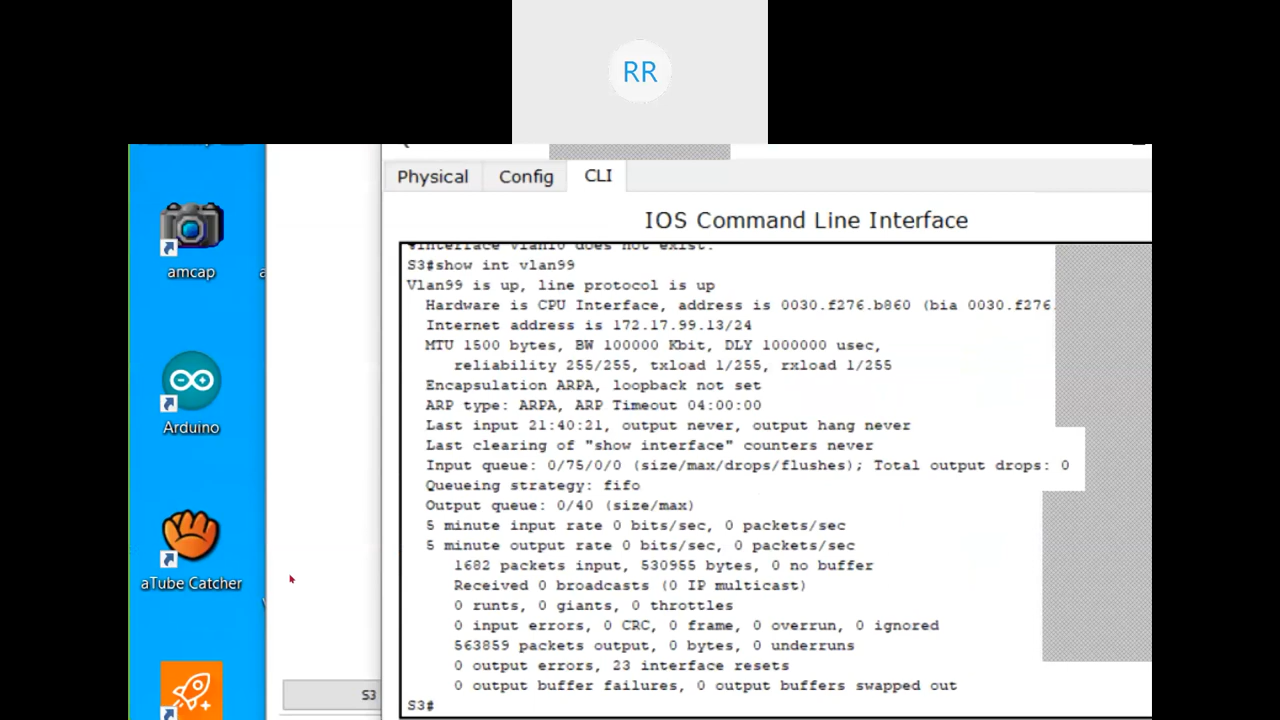 RR
Physical Config CLI
IOS Command Line Interface
%Interface vlan10 does not exist.
S3#show int vlan99
Vlan99 is up, line protocol is up
Hardware is CPU Interface, address is 0030.f276.b860 (bia 0030.f276.
Internet address is 172.17.99.13/24
MTU 1500 bytes, BW 100000 Kbit, DLY 1000000 usec,
reliability 255/255, txload 1/255, rxload 1/255
Encapsulation ARPA, loopback not set
ARP type: ARPA, ARP Timeout 04:00:00
Last input 21:40:21, output never, output hang never
Last clearing of "show interface" counters never
Input queue: 0/75/0/0 (size/max/drops/flushes); Total output drops: 0
Queueing strategy: fifo
Output queue: 0/40 (size/max)
5 minute input rate 0 bits/sec, 0 packets/sec
5 minute output rate 0 bits/sec, 0 packets/sec
1682 packets input, 530955 bytes, 0 no buffer
Received 0 broadcasts (0 IP multicast)
0 runts, 0 giants, 0 throttles
0 input errors, 0 CRC, 0 frame, 0 overrun, 0 ignored
563859 packets output, 0 bytes, 0 underruns
0 output errors, 23 interface resets
0 output buffer failures, 0 output buffers swapped out
S3#
amcap
Arduino
aTube Catcher
S3